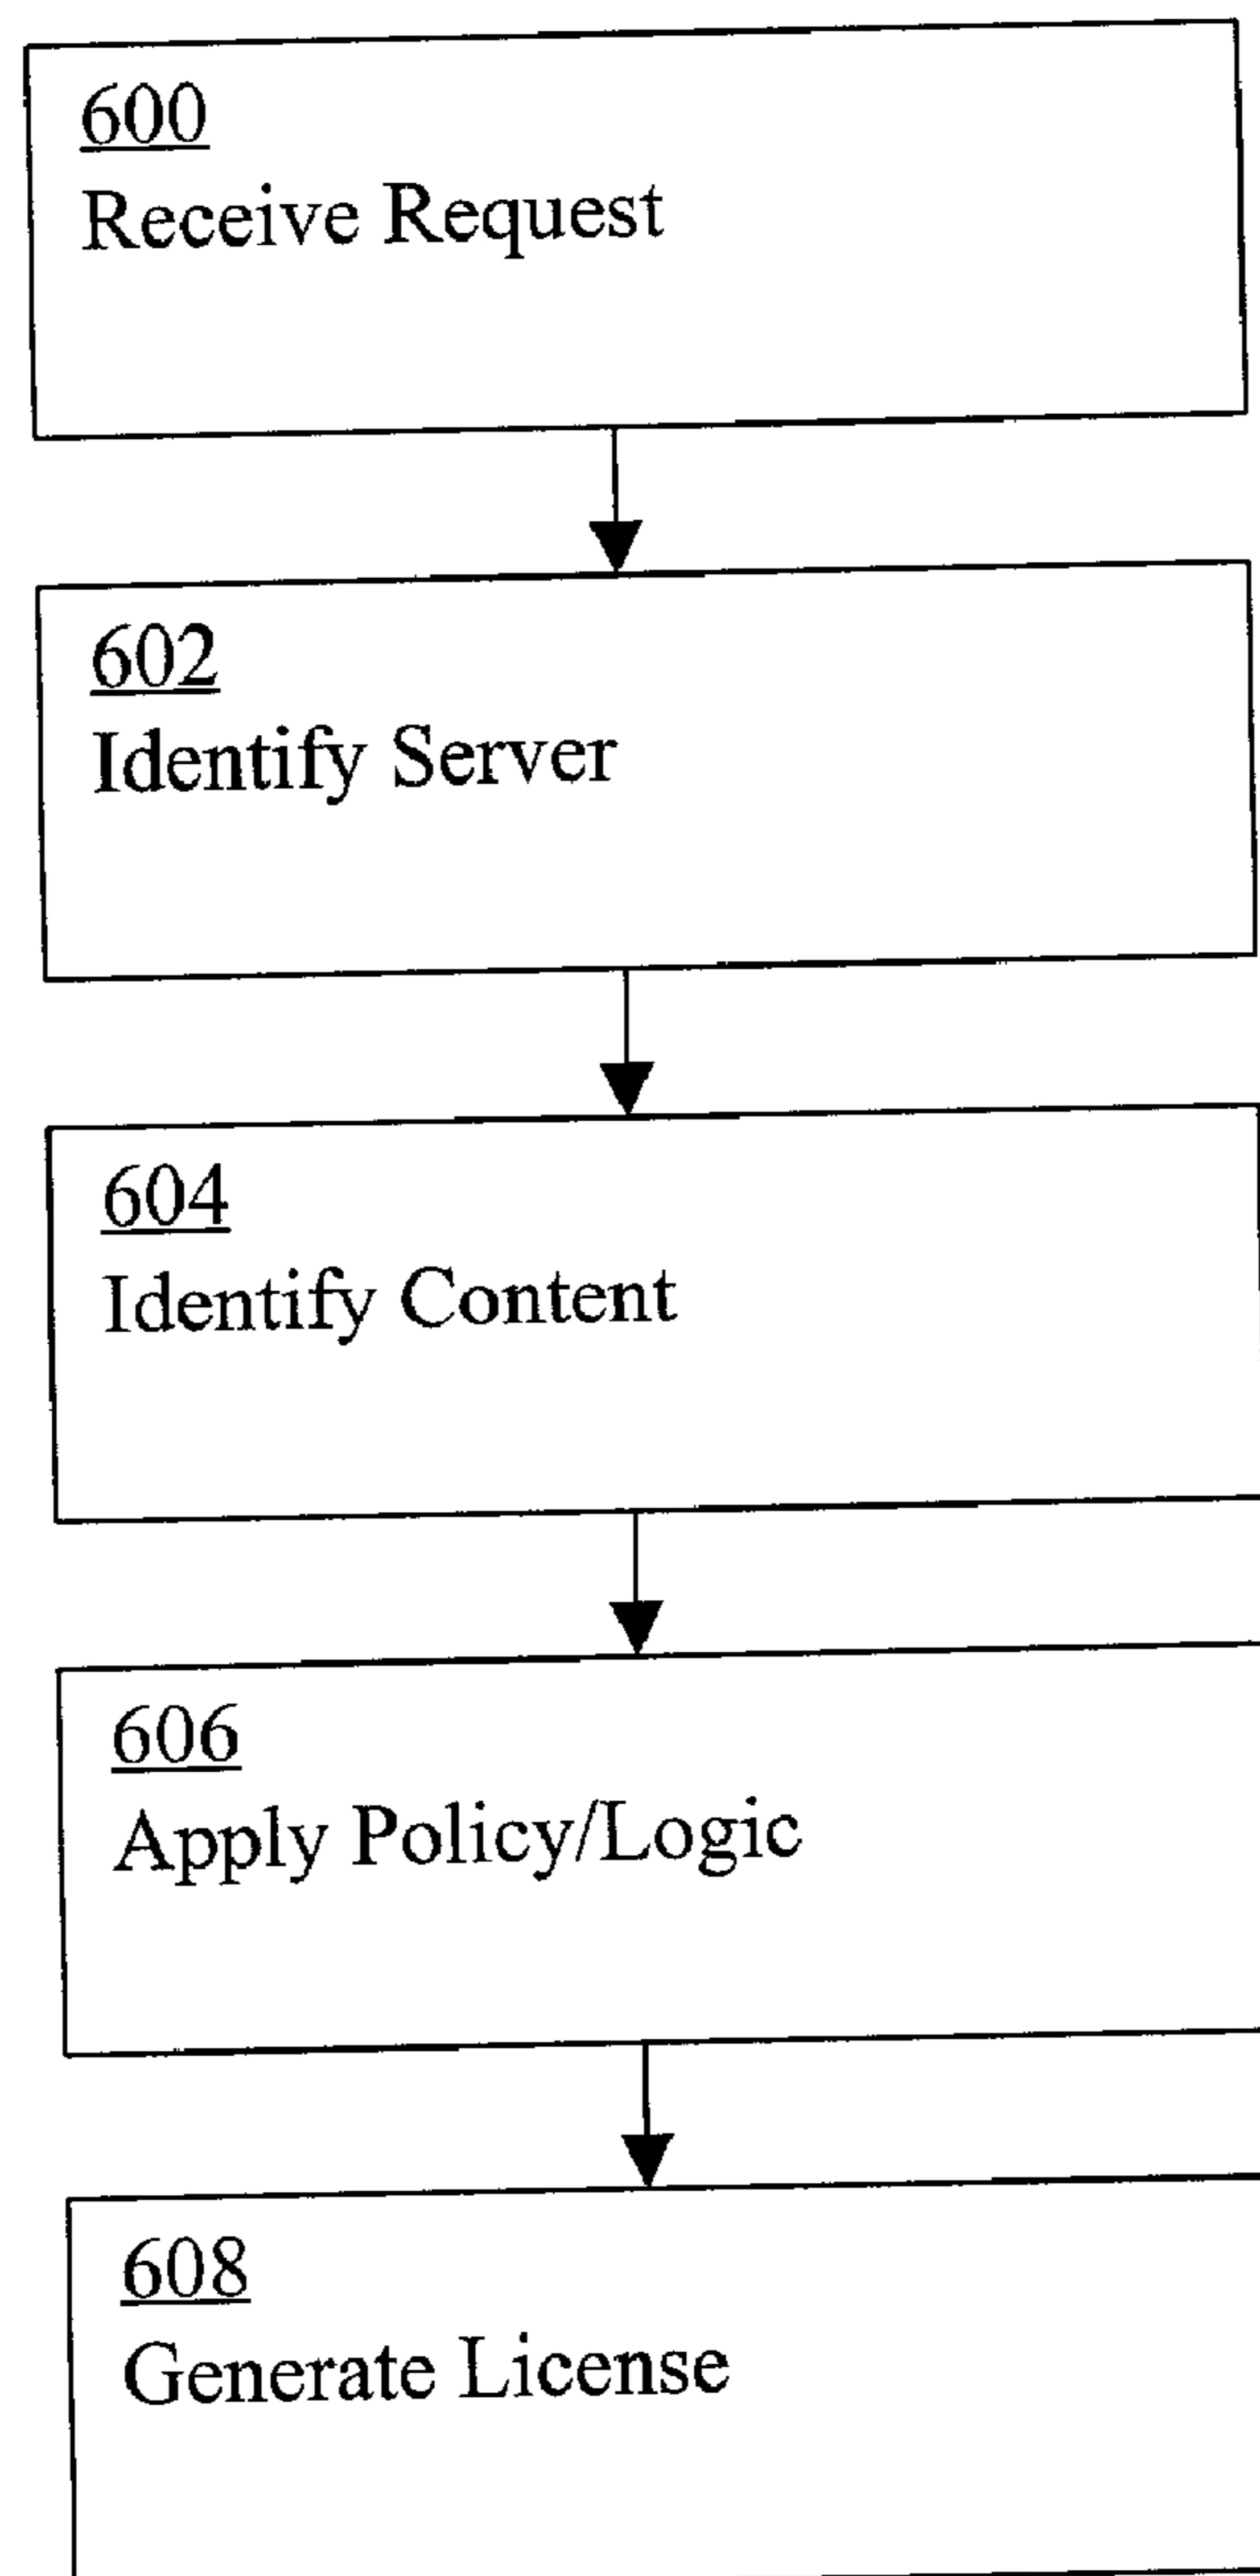 600
Receive Request
602
Identify Server
604
Identify Content
606
Apply Policy/Logic
608
Generate License